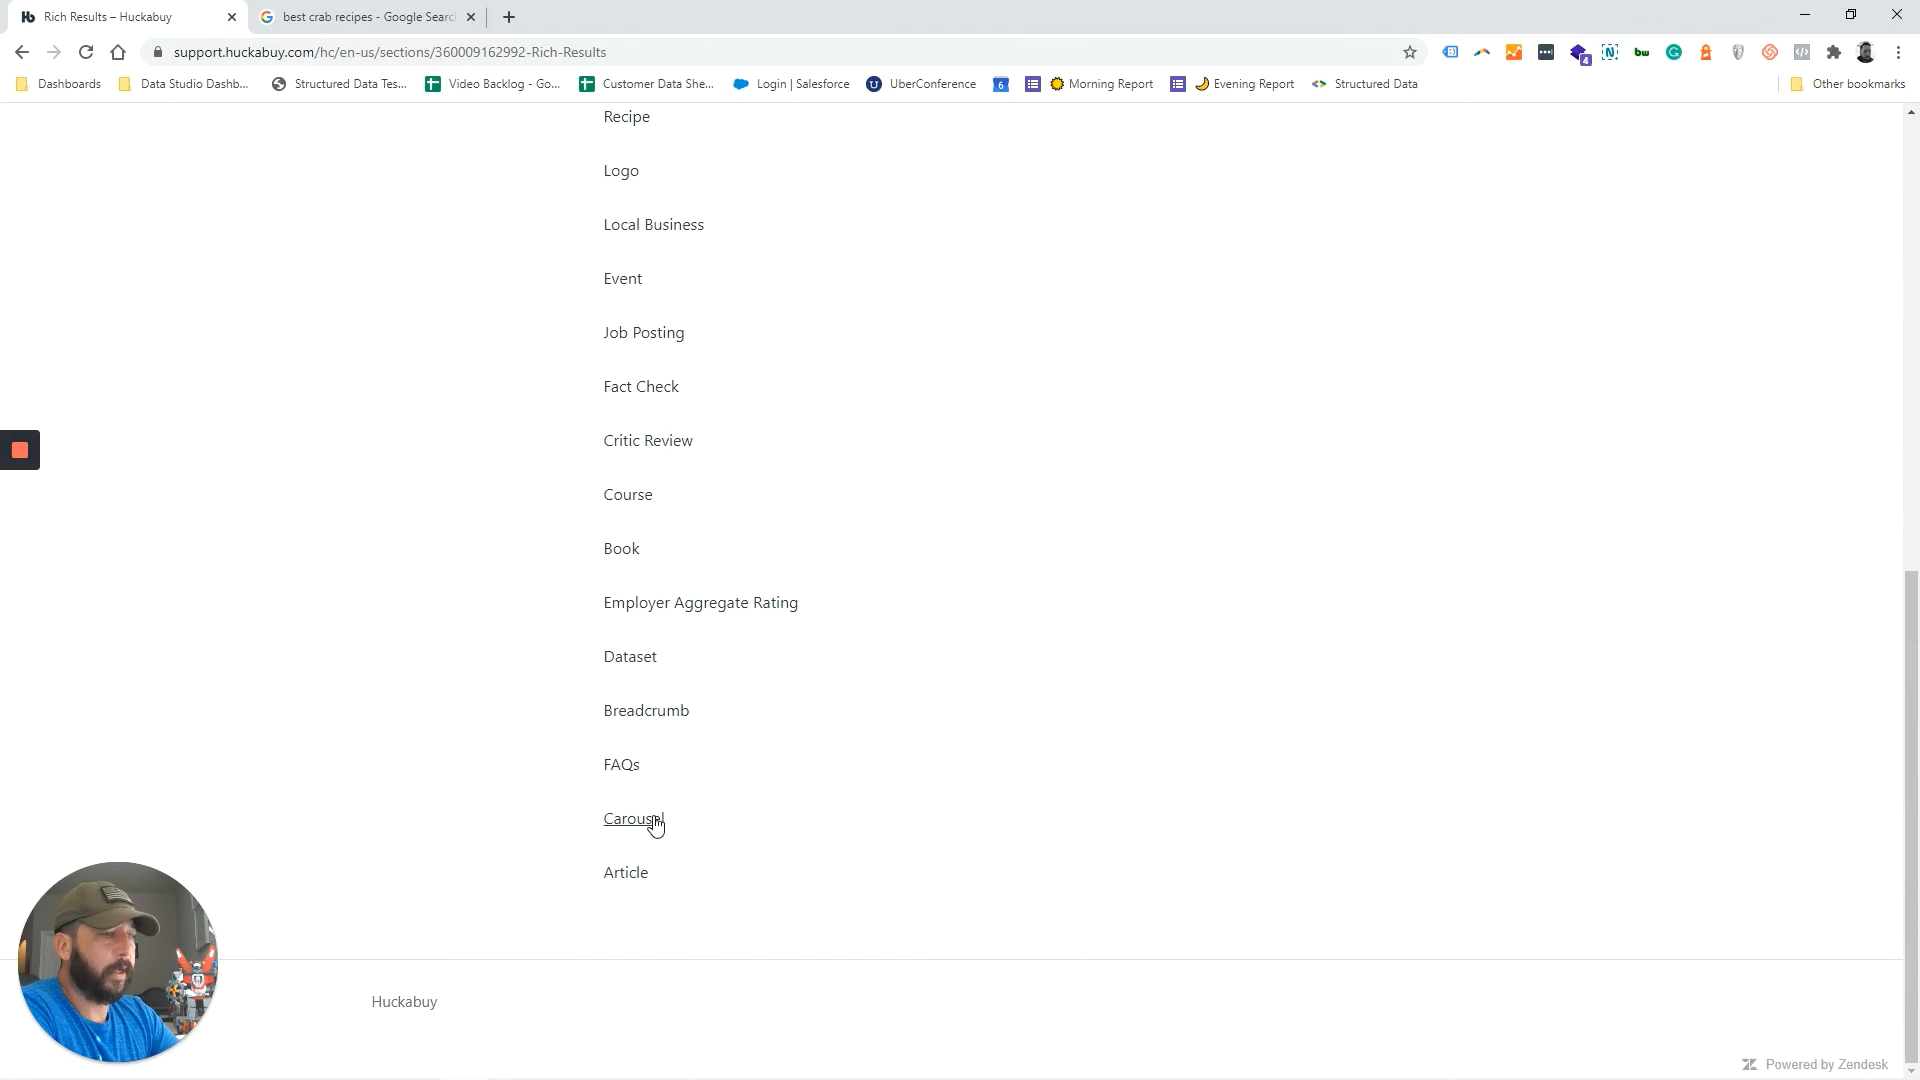 Rich Results – Huckabuy
best crab recipes - Google Searc
support.huckabuy.com/hc/en-us/sections/360009162992-Rich-Results
4
bw
Dashboards
Data Studio Dashb...
Structured Data Tes...
Video Backlog - Go...
Customer Data She...
Login | Salesforce
UberConference
6
Morning Report
Evening Report
Structured Data
Other bookmarks
Recipe
Logo
Local Business
Event
Job Posting
Fact Check
Critic Review
Course
Book
Employer Aggregate Rating
Dataset
Breadcrumb
FAQs
Carousel
Article
Huckabuy
Powered by Zendesk